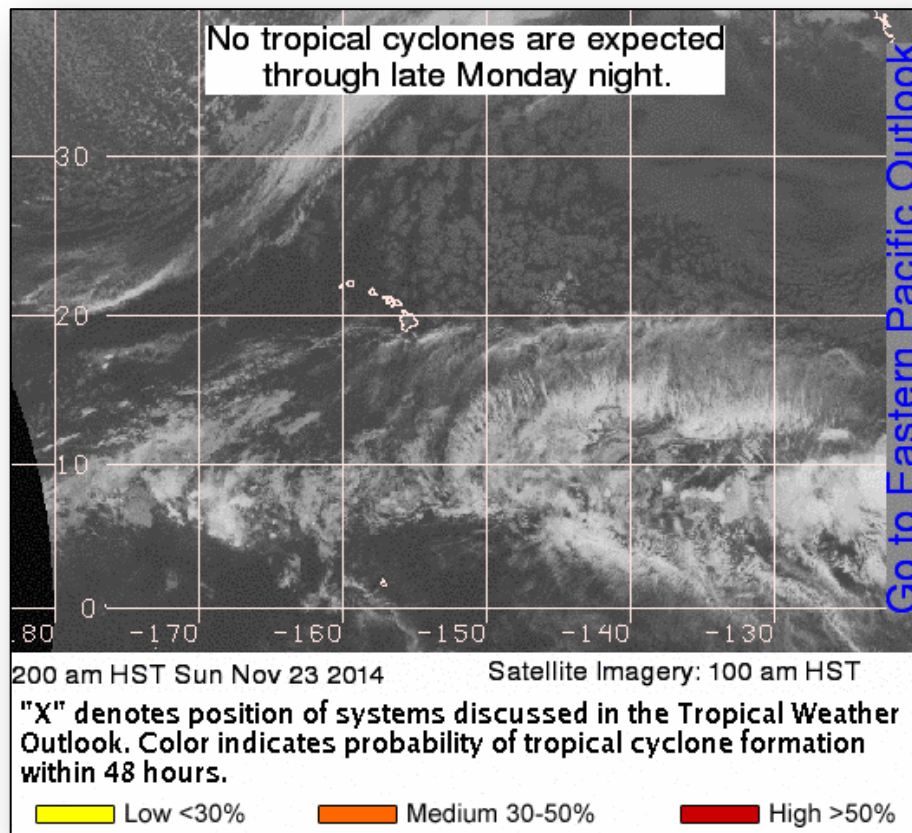 No tropical cyclones are expected
through late Monday night.
Go to Eastern Pacific Outlook
30
20
10
0
.80 -170 -160 -150 -140 -130
200 am HST Sun Nov 23 2014 Satellite Imagery: 100 am HST
"X" denotes position of systems discussed in the Tropical Weather
Outlook. Color indicates probability of tropical cyclone formation
within 48 hours.
Low <30% Medium 30-50% High >50%